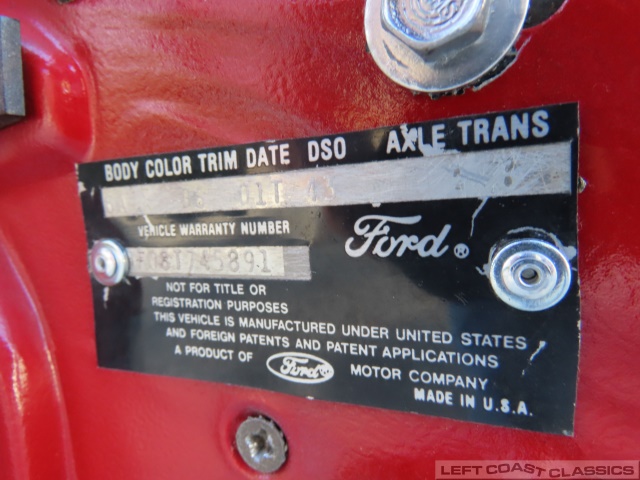 BODY COLOR TRIM DATE DSO AXLE TRANS
01I
VEHICLE WARRANTY NUMBER
Ford®
NOT FOR TITLE OR
REGISTRATION PURPOSES
THIS VEHICLE IS MANUFACTURED UNDER UNITED STATES
AND FOREIGN PATENTS AND PATENT APPLICATIONS
A PRODUCT OF Ford MOTOR COMPANY
MADE IN U.S.A.
LEFT COAST CLASSICS